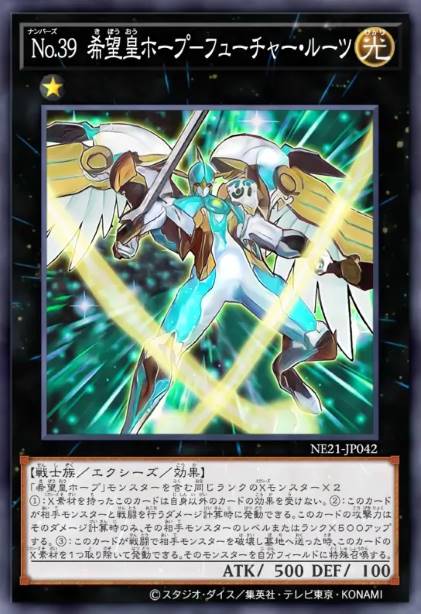 ナンバーズ きぼうおう
No.39 希望皇ホープ-フューチャー・ルーツ
ひかり
光
NE21-JP042
【戦士族／エクシーズ／効果】
「希望皇ホープ」モンスターを含む同じランクのXモンスター×2
①：X素材を持ったこのカードは自身以外のカードの効果を受けない。②：このカード
が相手モンスターと戦闘を行うダメージ計算時に発動できる。このカードの攻撃力は
そのダメージ計算時のみ、その相手モンスターのレベルまたはランク×500アップ
する。③：このカードが戦闘で相手モンスターを破壊し墓地へ送った時、このカードの
X素材を1つ取り除いて発動できる。そのモンスターを自分フィールドに特殊召喚する。
ATK/ 500 DEF/ 100
©スタジオ・ダイス／集英社・テレビ東京・KONAMI